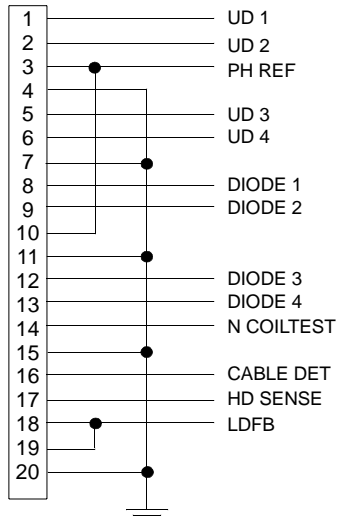 1 UD 1
2 UD 2
3 PH REF
4
5 UD 3
6 UD 4
7
8 DIODE 1
9 DIODE 2
10
11
12 DIODE 3
13 DIODE 4
14 N COILTEST
15
16 CABLE DET
17 HD SENSE
18 LDFB
19
20